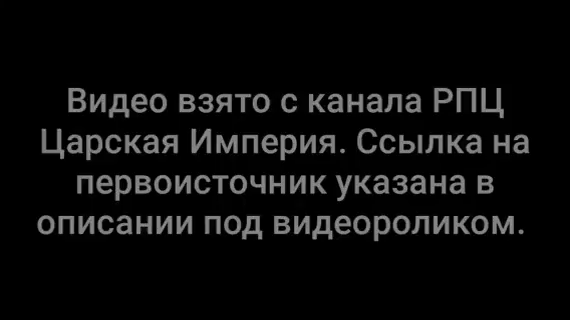 Видео взято с канала РПЦ
Царская Империя. Ссылка на
первоисточник указана в
описании под видеороликом.